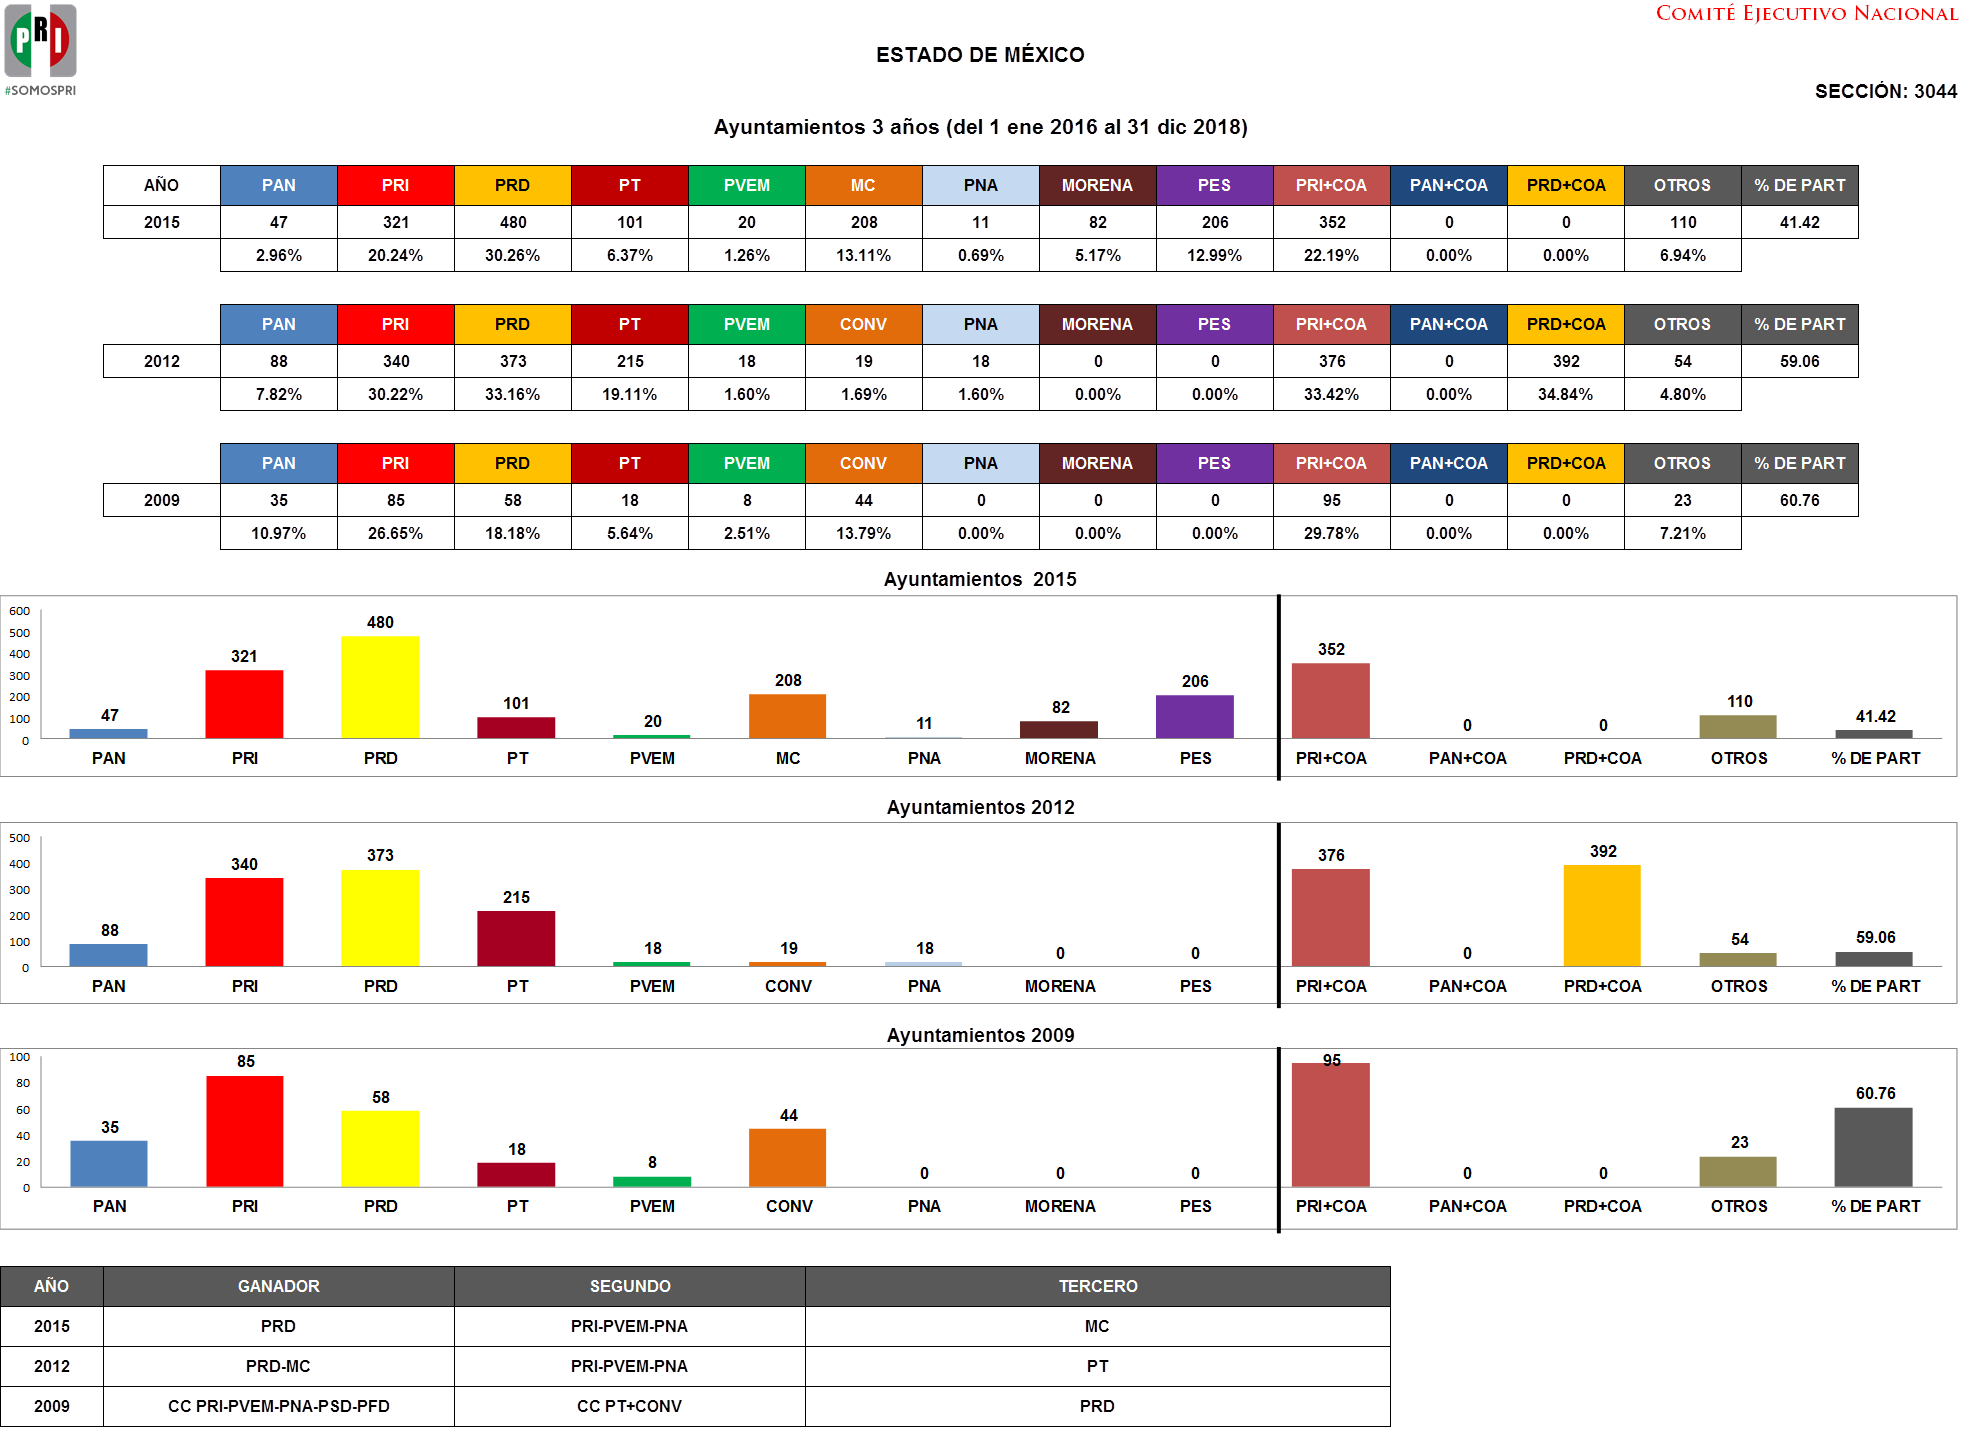 PRI
#SOMOSPRI
COMITÉ EJECUTIVO NACIONAL
ESTADO DE MÉXICO
SECCIÓN: 3044
Ayuntamientos 3 años (del 1 ene 2016 al 31 dic 2018)
AÑO PAN PRI PRD PT PVEM MC PNA MORENA PES PRI+COA PAN+COA PRD+COA OTROS % DE PART
2015 47 321 480 101 20 208 11 82 206 352 0 0 110 41.42
2.96% 20.24% 30.26% 6.37% 1.26% 13.11% 0.69% 5.17% 12.99% 22.19% 0.00% 0.00% 6.94%
PAN PRI PRD PT PVEM CONV PNA MORENA PES PRI+COA PAN+COA PRD+COA OTROS % DE PART
2012 88 340 373 215 18 19 18 0 0 376 0 392 54 59.06
7.82% 30.22% 33.16% 19.11% 1.60% 1.69% 1.60% 0.00% 0.00% 33.42% 0.00% 34.84% 4.80%
PAN PRI PRD PT PVEM CONV PNA MORENA PES PRI+COA PAN+COA PRD+COA OTROS % DE PART
2009 35 85 58 18 8 44 0 0 0 95 0 0 23 60.76
10.97% 26.65% 18.18% 5.64% 2.51% 13.79% 0.00% 0.00% 0.00% 29.78% 0.00% 0.00% 7.21%
Ayuntamientos 2015
600
500
400
300
200
100
0
47 321 480 101 20 208 11 82 206 352 0 0 110 41.42
PAN PRI PRD PT PVEM MC PNA MORENA PES PRI+COA PAN+COA PRD+COA OTROS % DE PART
Ayuntamientos 2012
500
400
300
200
100
0
88 340 373 215 18 19 18 0 0 376 0 392 54 59.06
PAN PRI PRD PT PVEM CONV PNA MORENA PES PRI+COA PAN+COA PRD+COA OTROS % DE PART
Ayuntamientos 2009
100
80
60
40
20
0
35 85 58 18 8 44 0 0 0 95 0 0 23 60.76
PAN PRI PRD PT PVEM CONV PNA MORENA PES PRI+COA PAN+COA PRD+COA OTROS % DE PART
AÑO GANADOR SEGUNDO TERCERO
2015 PRD PRI-PVEM-PNA MC
2012 PRD-MC PRI-PVEM-PNA PT
2009 CC PRI-PVEM-PNA-PSD-PFD CC PT+CONV PRD